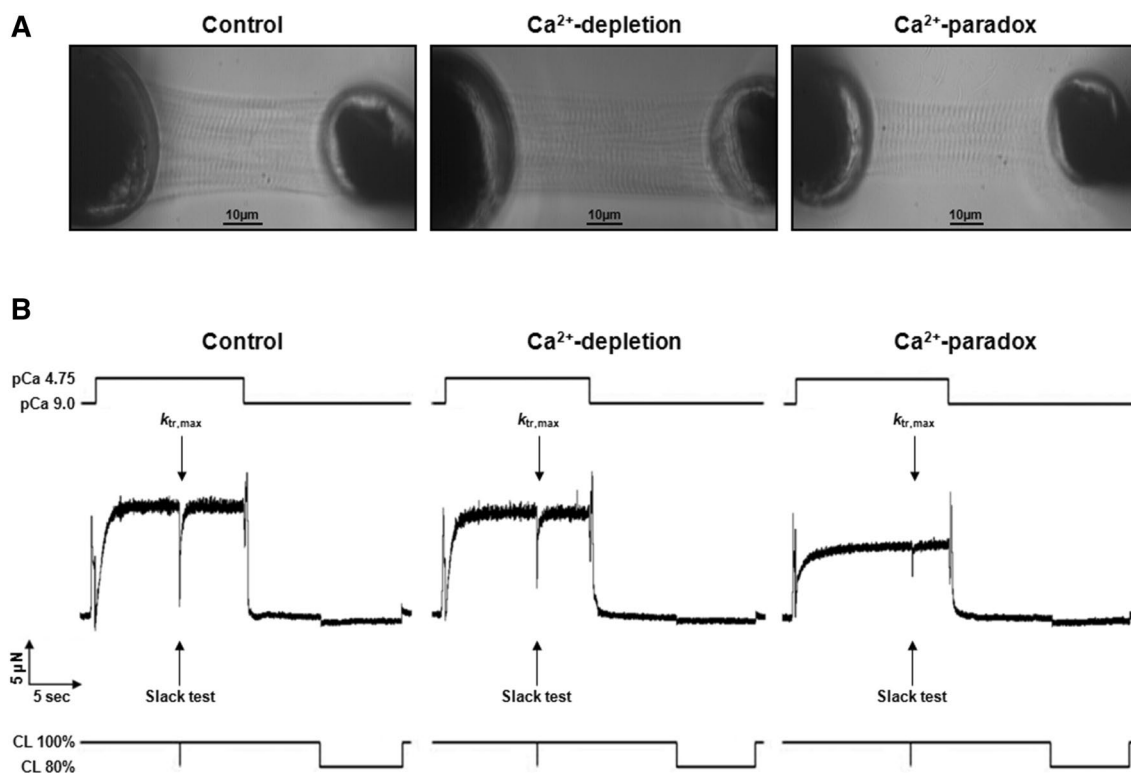 A
Control
Ca²⁺-depletion
Ca²⁺-paradox
10µm
10µm
10µm
B
Control
Ca²⁺-depletion
Ca²⁺-paradox
pCa 4.75
pCa 9.0
ktr,max
ktr,max
ktr,max
5 µN
5 sec
Slack test
Slack test
Slack test
CL 100%
CL 80%